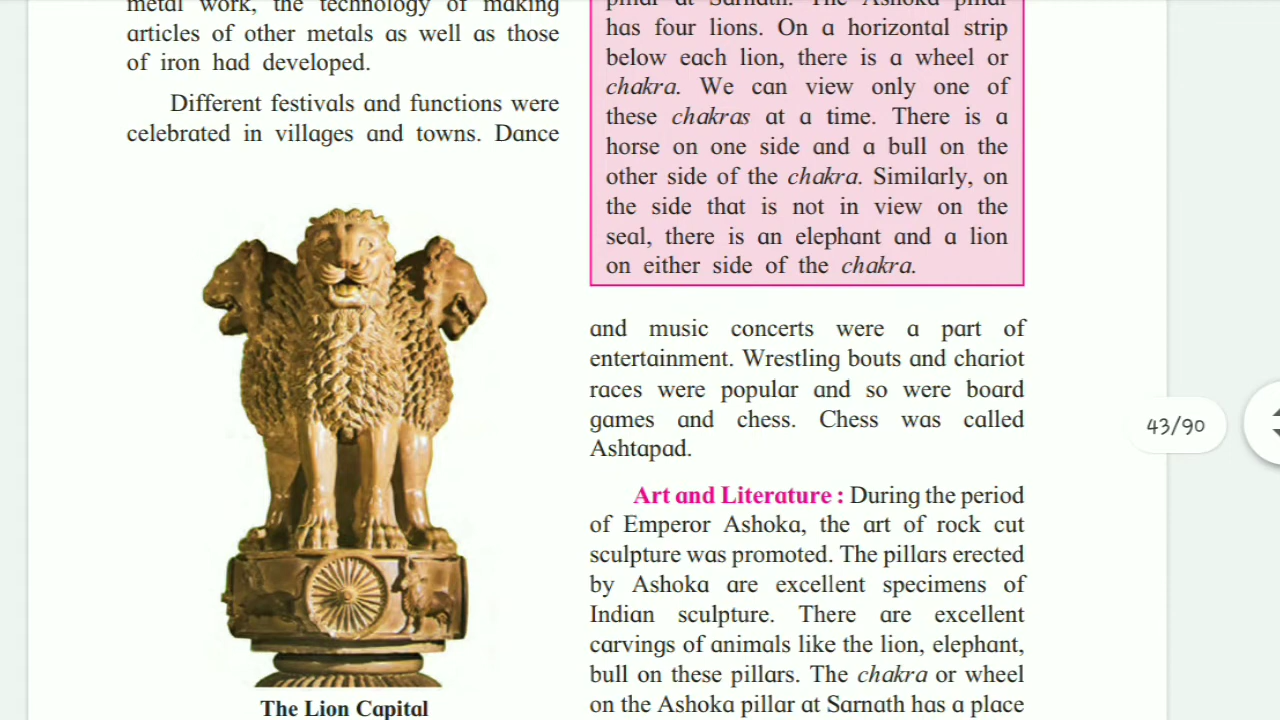 metal work, the technology of making
articles of other metals as well as those
of iron had developed.
Different festivals and functions were
celebrated in villages and towns. Dance
The Lion Capital
pillar at Sarnath. The Ashoka pillar
has four lions. On a horizontal strip
below each lion, there is a wheel or
chakra. We can view only one of
these chakras at a time. There is a
horse on one side and a bull on the
other side of the chakra. Similarly, on
the side that is not in view on the
seal, there is an elephant and a lion
on either side of the chakra.
and music concerts were a part of
entertainment. Wrestling bouts and chariot
races were popular and so were board
games and chess. Chess was called
Ashtapad.
Art and Literature : During the period
of Emperor Ashoka, the art of rock cut
sculpture was promoted. The pillars erected
by Ashoka are excellent specimens of
Indian sculpture. There are excellent
carvings of animals like the lion, elephant,
bull on these pillars. The chakra or wheel
on the Ashoka pillar at Sarnath has a place
43/90